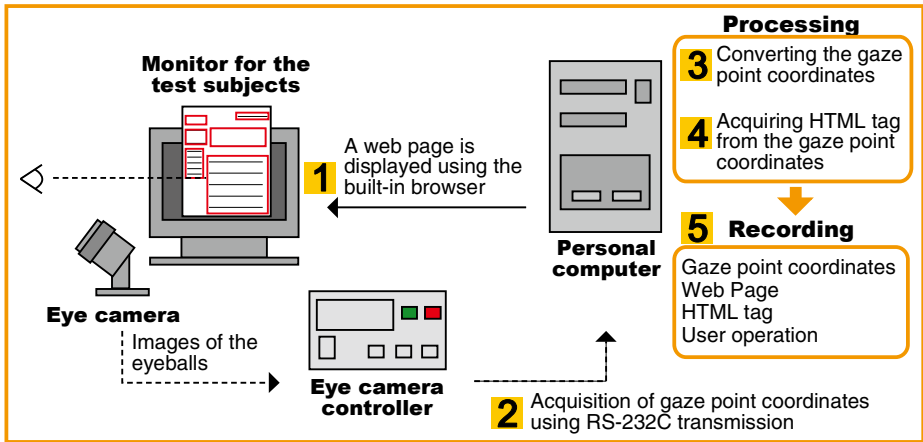 Processing
3 Converting the gaze
point coordinates
4 Acquiring HTML tag
from the gaze point
coordinates
Monitor for the
test subjects
1 A web page is
displayed using the
built-in browser
5 Recording
Gaze point coordinates
Web Page
HTML tag
User operation
Personal
computer
Eye camera
Images of the
eyeballs
Eye camera
controller
2 Acquisition of gaze point coordinates
using RS-232C transmission